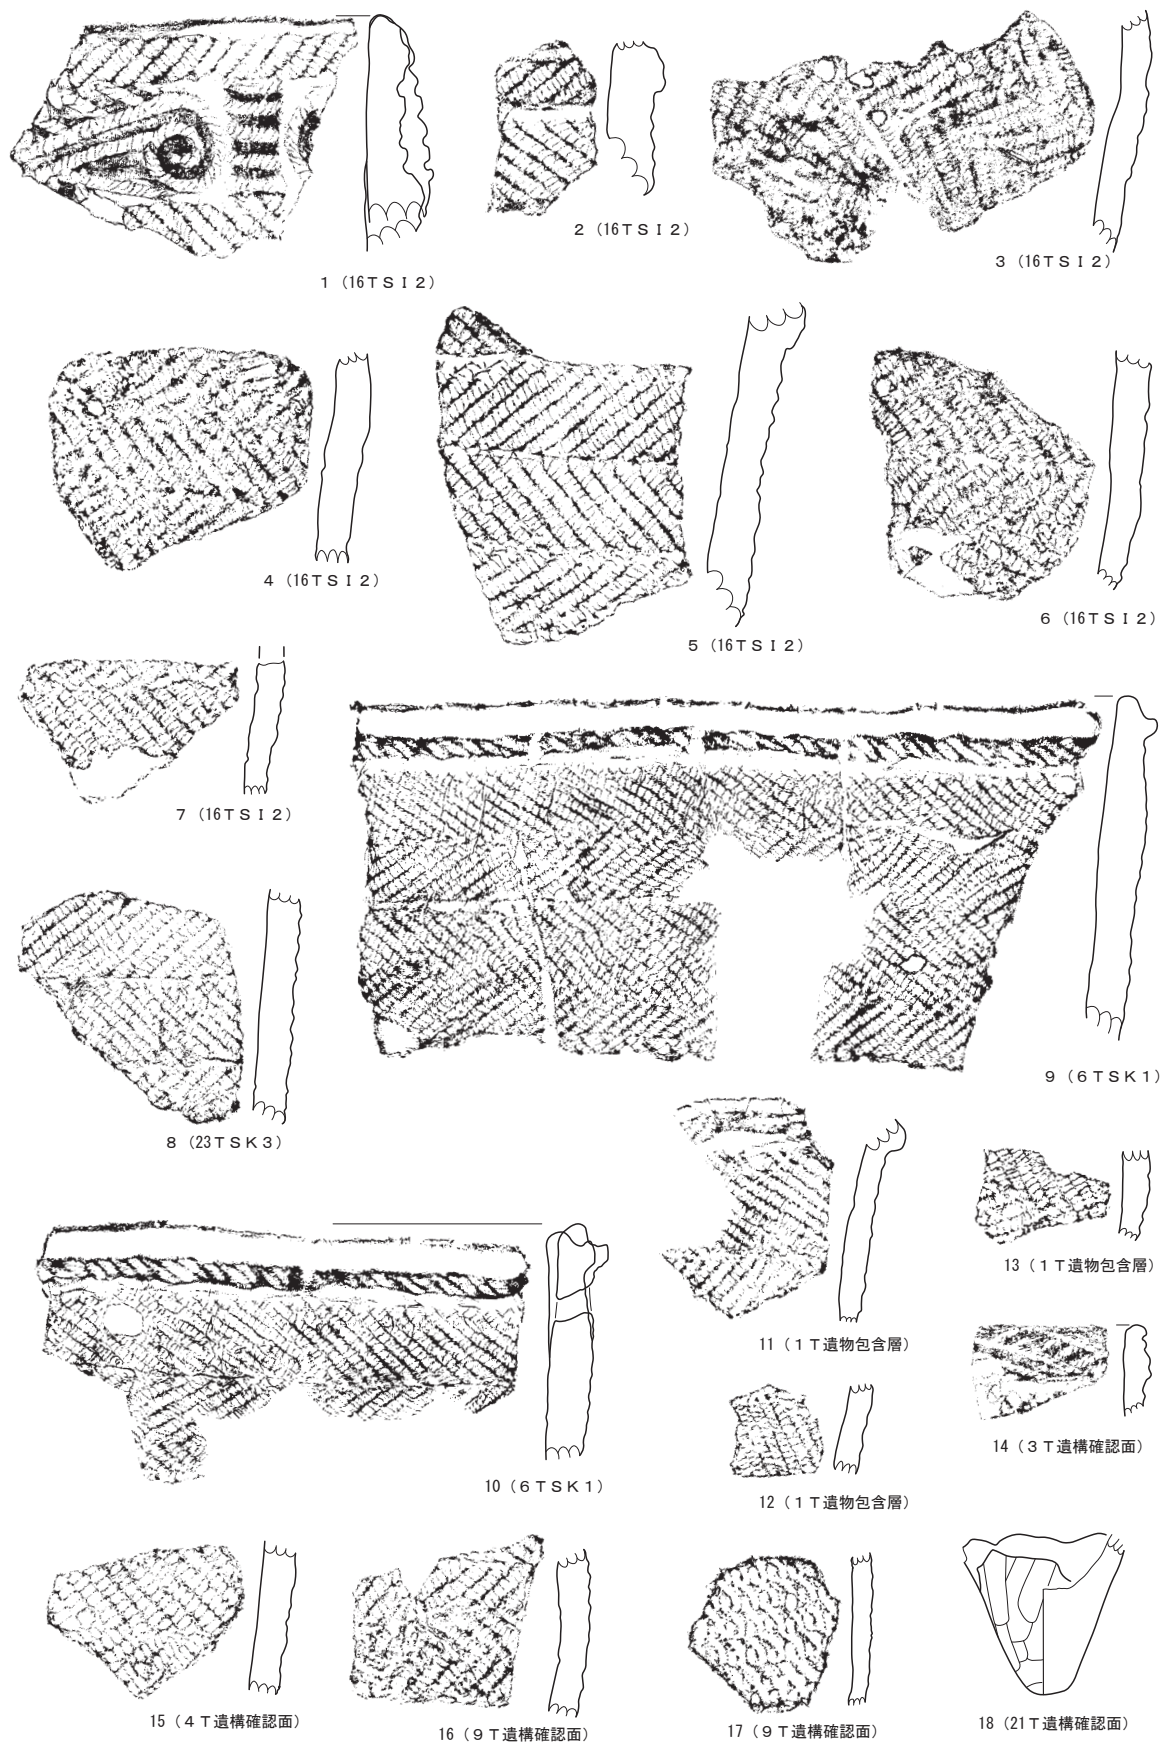 1（16ＴＳＩ２）
2（16ＴＳＩ２）
3（16ＴＳＩ２）
4（16ＴＳＩ２）
5（16ＴＳＩ２）
6（16ＴＳＩ２）
7（16ＴＳＩ２）
8（23ＴＳＫ３）
9（６ＴＳＫ1）
10（６ＴＳＫ1）
11（１Ｔ遺物包含層）
13（１Ｔ遺物包含層）
14（３Ｔ遺構確認面）
12（１Ｔ遺物包含層）
15（４Ｔ遺構確認面）
16（９Ｔ遺構確認面）
17（９Ｔ遺構確認面）
18（21Ｔ遺構確認面）